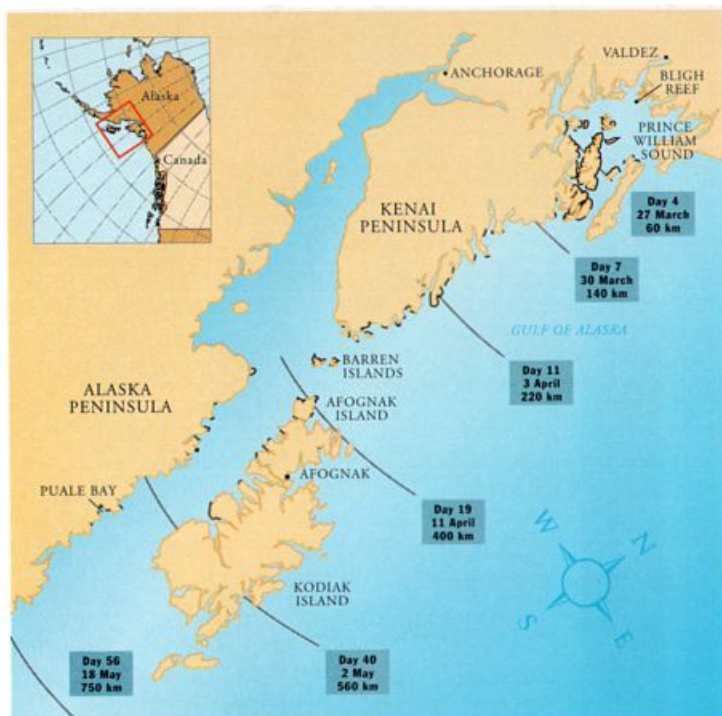 Alaska
Canada
ANCHORAGE
VALDEZ
BLIGH
REEF
PRINCE
WILLIAM
SOUND
KENAI
PENINSULA
Day 4
27 March
60 km
Day 7
30 March
140 km
GULF OF ALASKA
Day 11
3 April
220 km
BARREN
ISLANDS
ALASKA
PENINSULA
AFOGNAK
ISLAND
AFOGNAK
PUALE BAY
Day 19
11 April
400 km
KODIAK
ISLAND
W
N
S
E
Day 56
18 May
750 km
Day 40
2 May
560 km